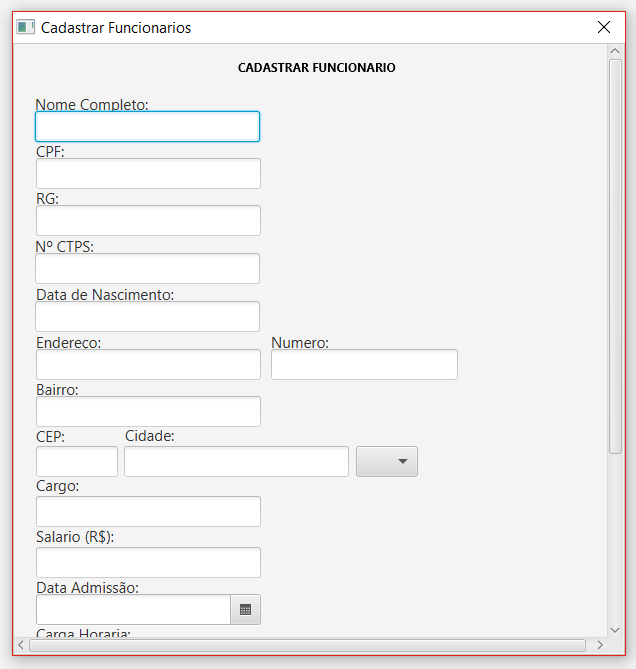 Cadastrar Funcionarios
CADASTRAR FUNCIONARIO
Nome Completo:
CPF:
RG:
Nº CTPS:
Data de Nascimento:
Endereço: Numero:
Bairro:
CEP: Cidade:
Cargo:
Salario (R$):
Data Admissão:
Carga Horaria: